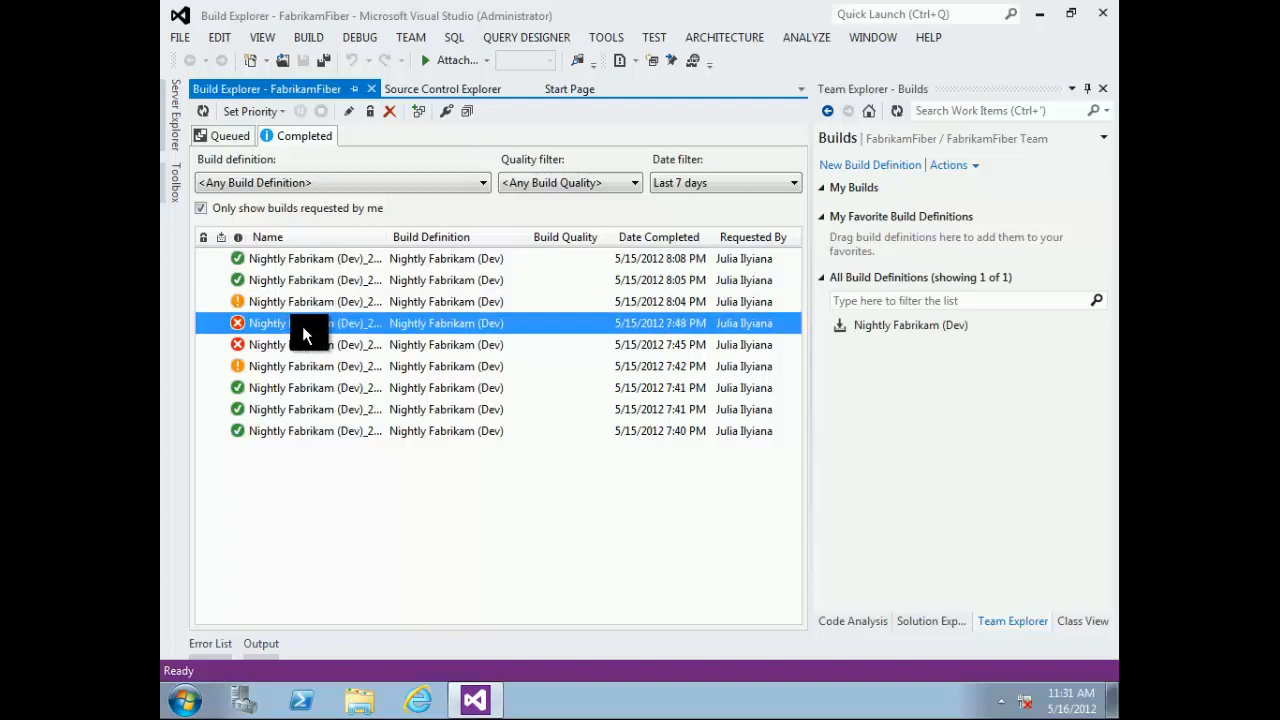 Build Explorer - FabrikamFiber - Microsoft Visual Studio (Administrator)
Quick Launch (Ctrl+Q)
FILE EDIT VIEW BUILD DEBUG TEAM SQL QUERY DESIGNER TOOLS TEST ARCHITECTURE ANALYZE WINDOW HELP
Attach...
Server Explorer
Toolbox
Build Explorer - FabrikamFiber Source Control Explorer Start Page
Set Priority
Queued Completed
Build definition: Quality filter: Date filter:
<Any Build Definition> <Any Build Quality> Last 7 days
Only show builds requested by me
Name Build Definition Build Quality Date Completed Requested By
Nightly Fabrikam (Dev)_2... Nightly Fabrikam (Dev) 5/15/2012 8:08 PM Julia Ilyiana
Nightly Fabrikam (Dev)_2... Nightly Fabrikam (Dev) 5/15/2012 8:05 PM Julia Ilyiana
Nightly Fabrikam (Dev)_2... Nightly Fabrikam (Dev) 5/15/2012 8:04 PM Julia Ilyiana
Nightly (Dev)_2... Nightly Fabrikam (Dev) 5/15/2012 7:48 PM Julia Ilyiana
Nightly (Dev)_2... Nightly Fabrikam (Dev) 5/15/2012 7:45 PM Julia Ilyiana
Nightly Fabrikam (Dev)_2... Nightly Fabrikam (Dev) 5/15/2012 7:42 PM Julia Ilyiana
Nightly Fabrikam (Dev)_2... Nightly Fabrikam (Dev) 5/15/2012 7:41 PM Julia Ilyiana
Nightly Fabrikam (Dev)_2... Nightly Fabrikam (Dev) 5/15/2012 7:41 PM Julia Ilyiana
Nightly Fabrikam (Dev)_2... Nightly Fabrikam (Dev) 5/15/2012 7:40 PM Julia Ilyiana
Team Explorer - Builds
Search Work Items (Ctrl+')
Builds | FabrikamFiber / FabrikamFiber Team
New Build Definition | Actions
My Builds
My Favorite Build Definitions
Drag build definitions here to add them to your
favorites.
All Build Definitions (showing 1 of 1)
Type here to filter the list
Nightly Fabrikam (Dev)
Code Analysis Solution Exp... Team Explorer Class View
Error List Output
Ready
11:31 AM
5/16/2012